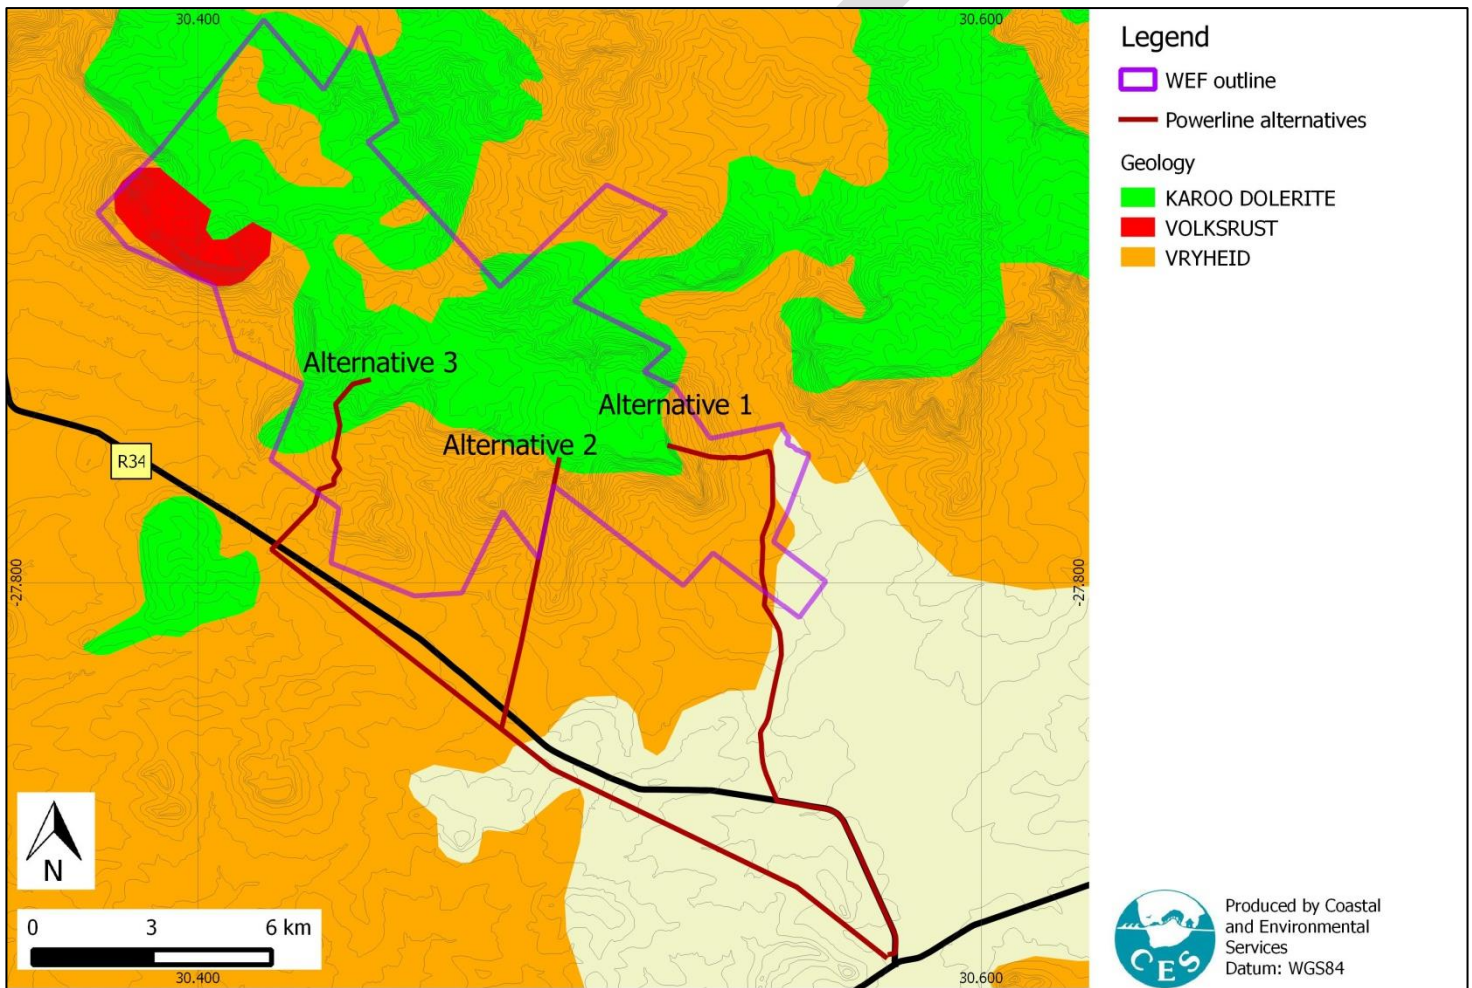 30.400
30.600
Legend
WEF outline
Powerline alternatives
Geology
KAROO DOLERITE
VOLKSRUST
VRYHEID
Alternative 3
Alternative 1
Alternative 2
R34
-27.800
-27.800
N
0 3 6 km
30.400
30.600
CES
Produced by Coastal
and Environmental
Services
Datum: WGS84